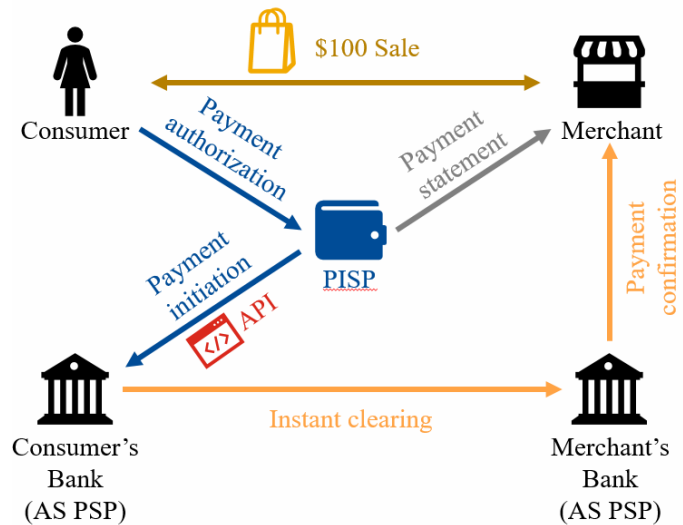 $100 Sale
Consumer
Merchant
Payment
authorization
Payment
statement
PISP
Payment
initiation
</>
API
Payment
confirmation
Instant clearing
Consumer’s
Bank
(AS PSP)
Merchant’s
Bank
(AS PSP)